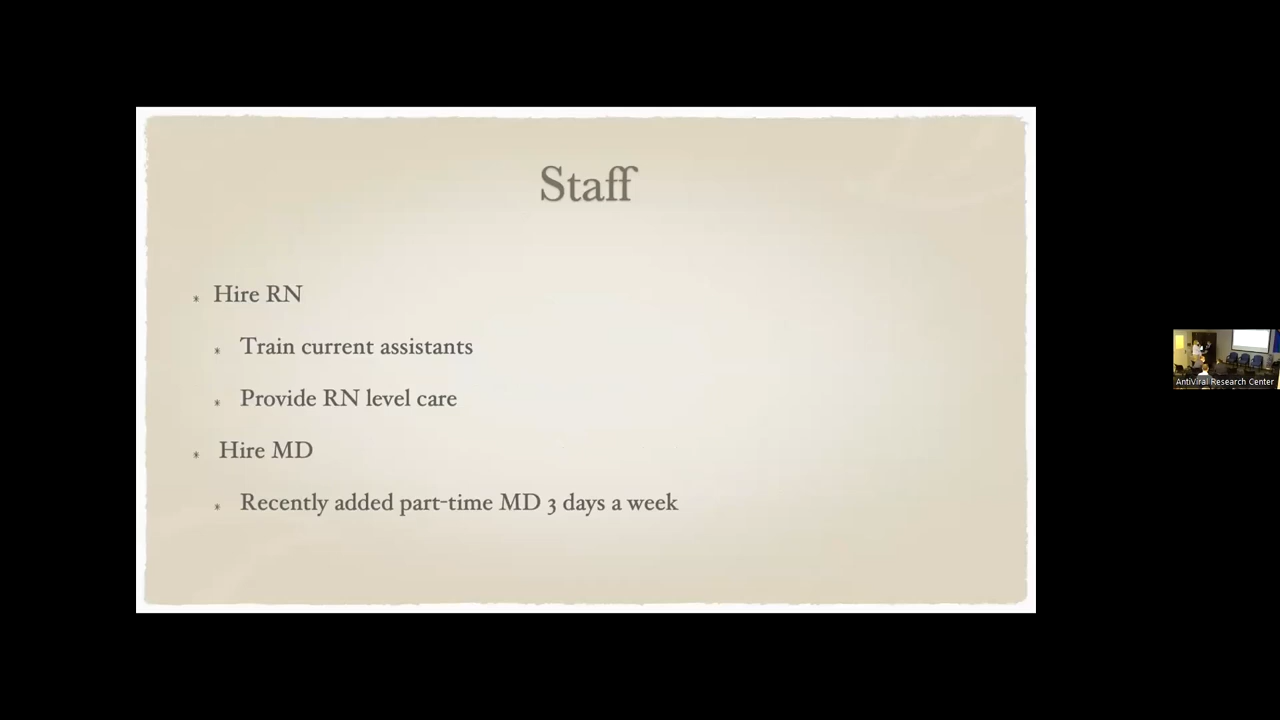 Staff
* Hire RN
* Train current assistants
* Provide RN level care
* Hire MD
* Recently added part-time MD 3 days a week
AntiViral Research Center